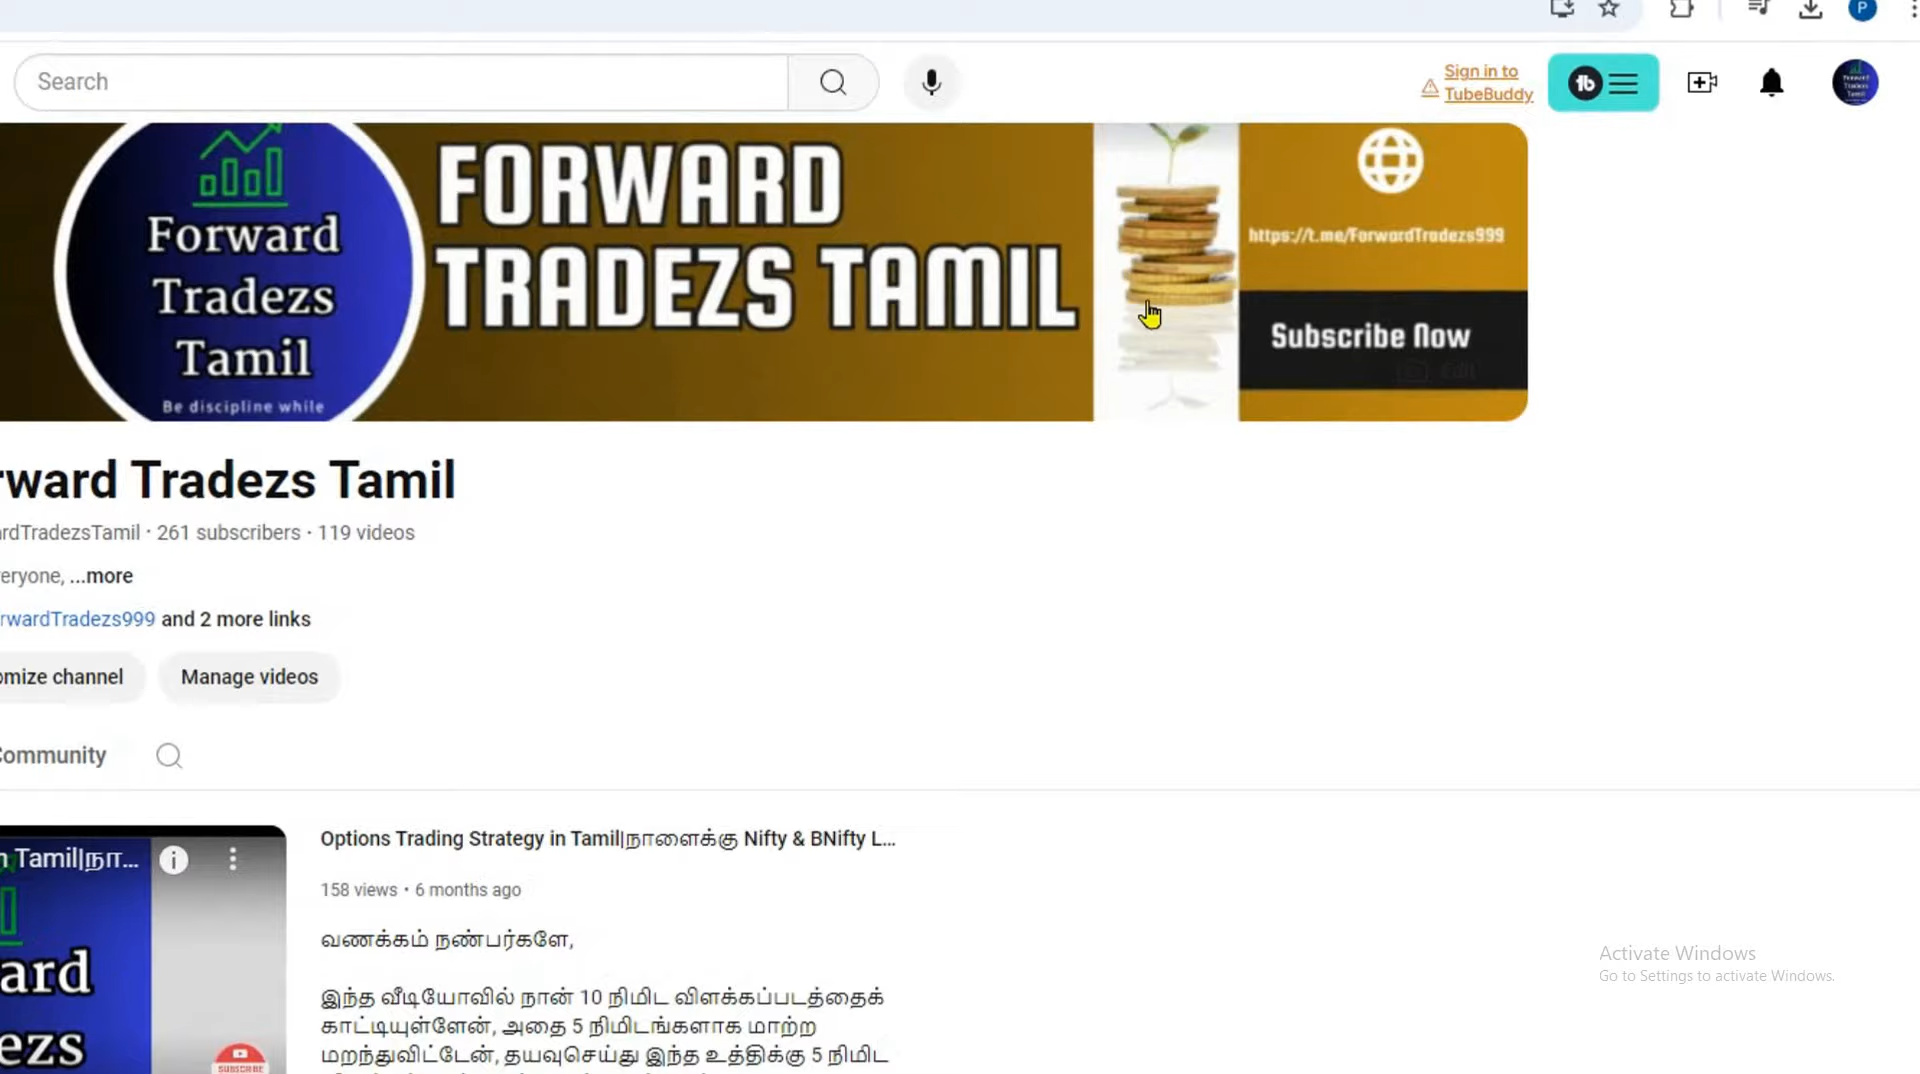 P
Search
Sign in to
TubeBuddy
Forward
Tradezs
Tamil
Be discipline while
FORWARD
TRADEZS TAMIL
https://t.me/ForwardTradezs999
Subscribe Now
Edit
rward Tradezs Tamil
rdTradezsTamil · 261 subscribers · 119 videos
eryone, ...more
rwardTradezs999 and 2 more links
omize channel
Manage videos
Community
Tamil|நா...
ard
ezs
SUBSCRIBE
Options Trading Strategy in Tamil|நாளைக்கு Nifty & BNifty L...
158 views · 6 months ago
வணக்கம் நண்பர்களே,
இந்த வீடியோவில் நான் 10 நிமிட விளக்கப்படத்தைக்
காட்டியுள்ளேன், அதை 5 நிமிடங்களாக மாற்ற
மறந்துவிட்டேன், தயவுசெய்து இந்த உத்திக்கு 5 நிமிட
Activate Windows
Go to Settings to activate Windows.